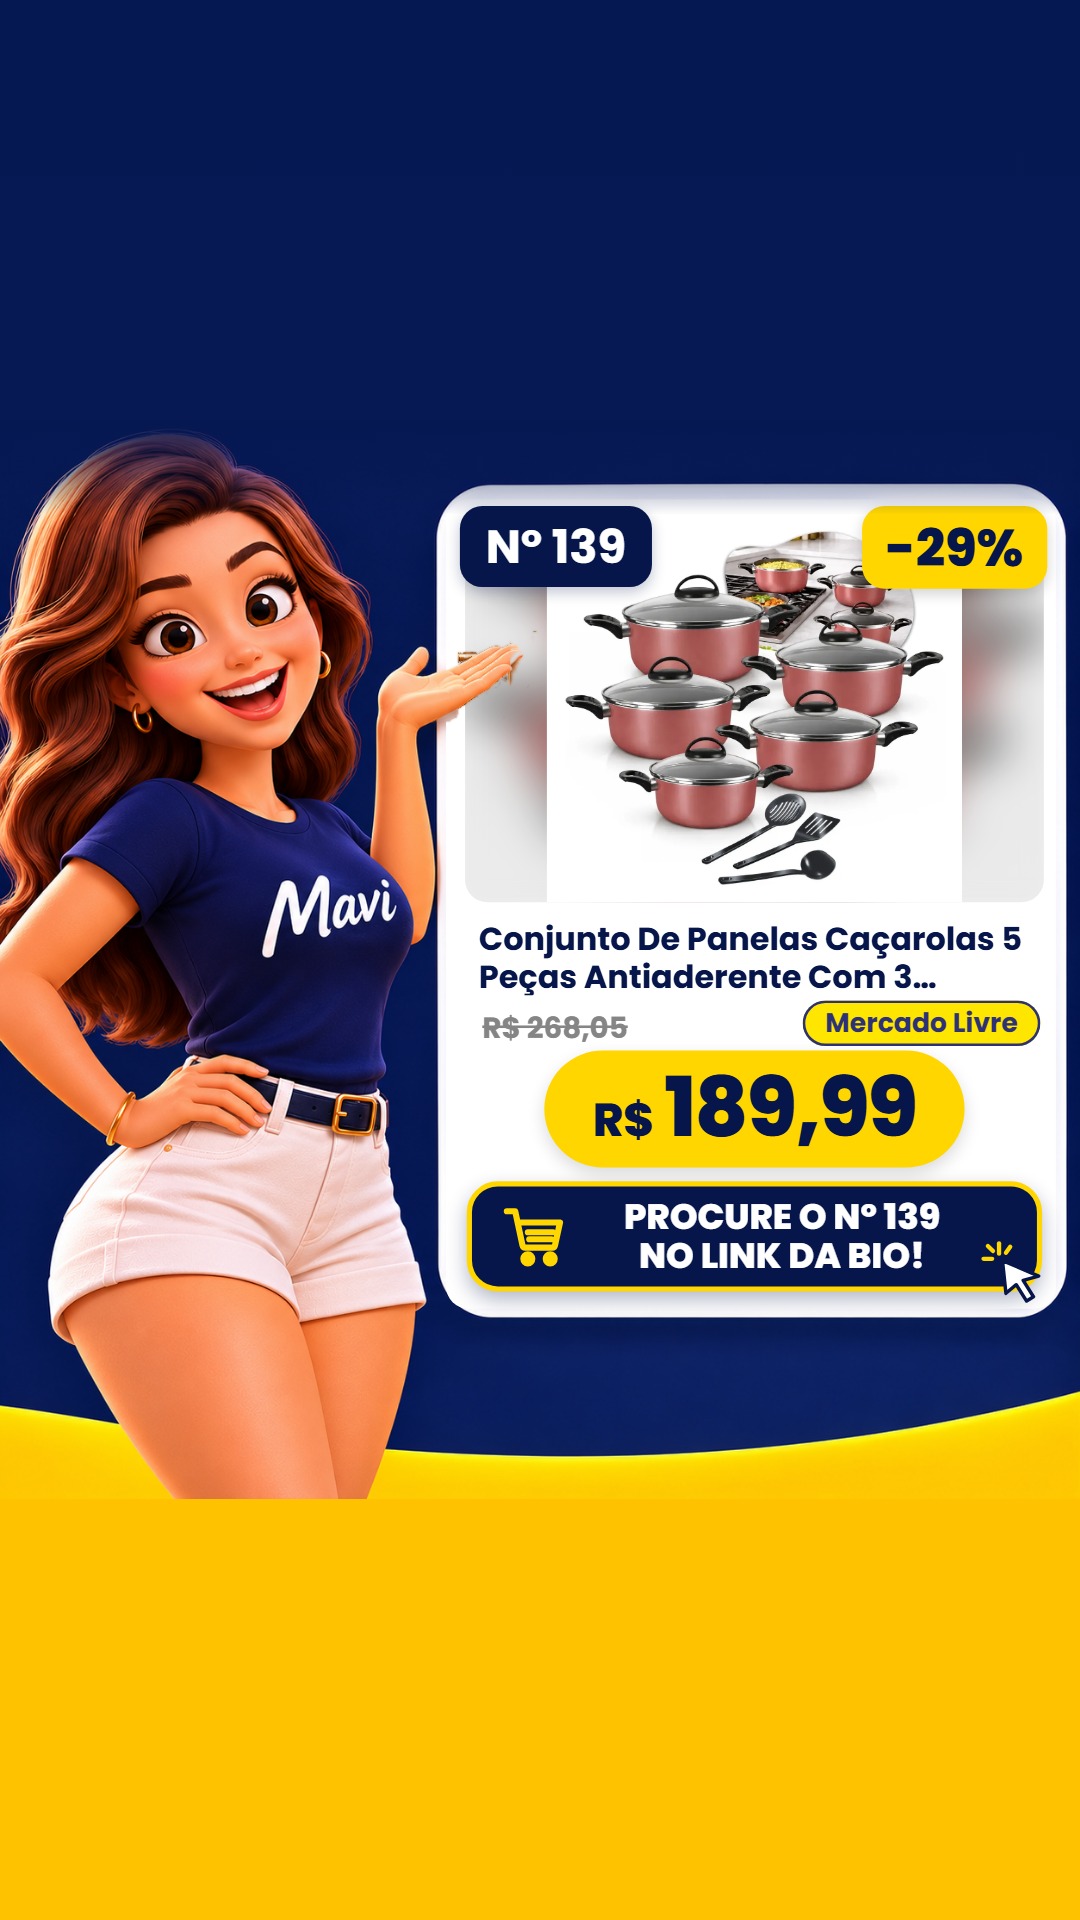 Nº 139
-29%
Mavi
Conjunto De Panelas Caçarolas 5
Peças Antiaderente Com 3...
R$ 268,05
Mercado Livre
R$ 189,99
PROCURE O Nº 139
NO LINK DA BIO!